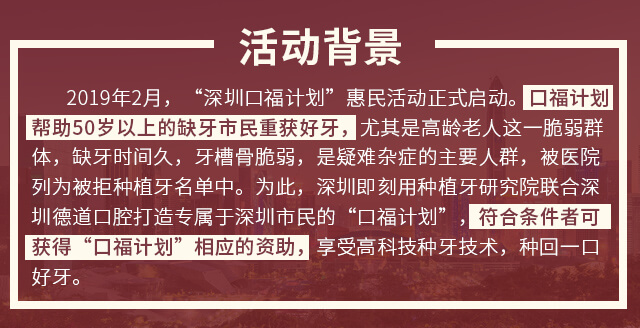 活动背景
2019年2月，“深圳口福计划”惠民活动正式启动。口福计划
帮助50岁以上的缺牙市民重获好牙，尤其是高龄老人这一脆弱群
体，缺牙时间久，牙槽骨脆弱，是疑难杂症的主要人群，被医院
列为被拒种植牙名单中。为此，深圳即刻用种植牙研究院联合深
圳德道口腔打造专属于深圳市民的“口福计划”，符合条件者可
获得“口福计划”相应的资助，享受高科技种牙技术，种回一口
好牙。